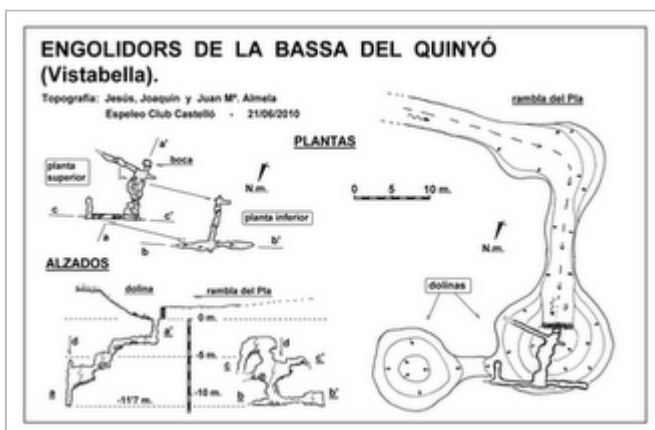 ENGOLIDORS DE LA BASSA DEL QUINYÓ
(Vistabella).
Topografía: Jesús, Joaquín y Juan Mª. Almela
Espeleo Club Castelló - 21/06/2010
PLANTAS
rambla del Pla
a'
boca
planta
superior
N.m.
0 5 10 m.
c
c'
planta inferior
a
b
b'
N.m.
ALZADOS
dolina
rambla del Pla
dolinas
0 m.
a'
d
-5 m.
d
c
c'
a
-11'7 m.
-10 m.
b
b'